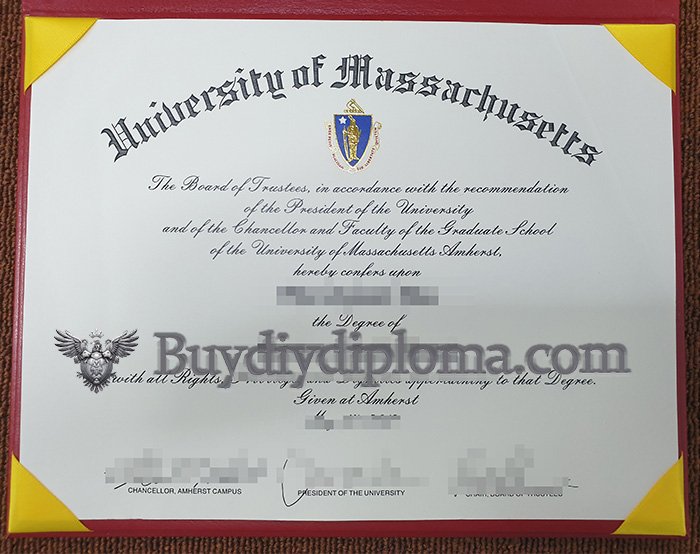 University of Massachusetts
The Board of Trustees, in accordance with the recommendation
of the President of the University
and of the Chancellor and Faculty of the Graduate School
of the University of Massachusetts Amherst,
hereby confers upon
the Degree of
Buydiydiploma.com
with all Rights, appertaining to that Degree.
Given at Amherst
CHANCELLOR, AMHERST CAMPUS
PRESIDENT OF THE UNIVERSITY
CHAIR, BOARD OF TRUSTEES